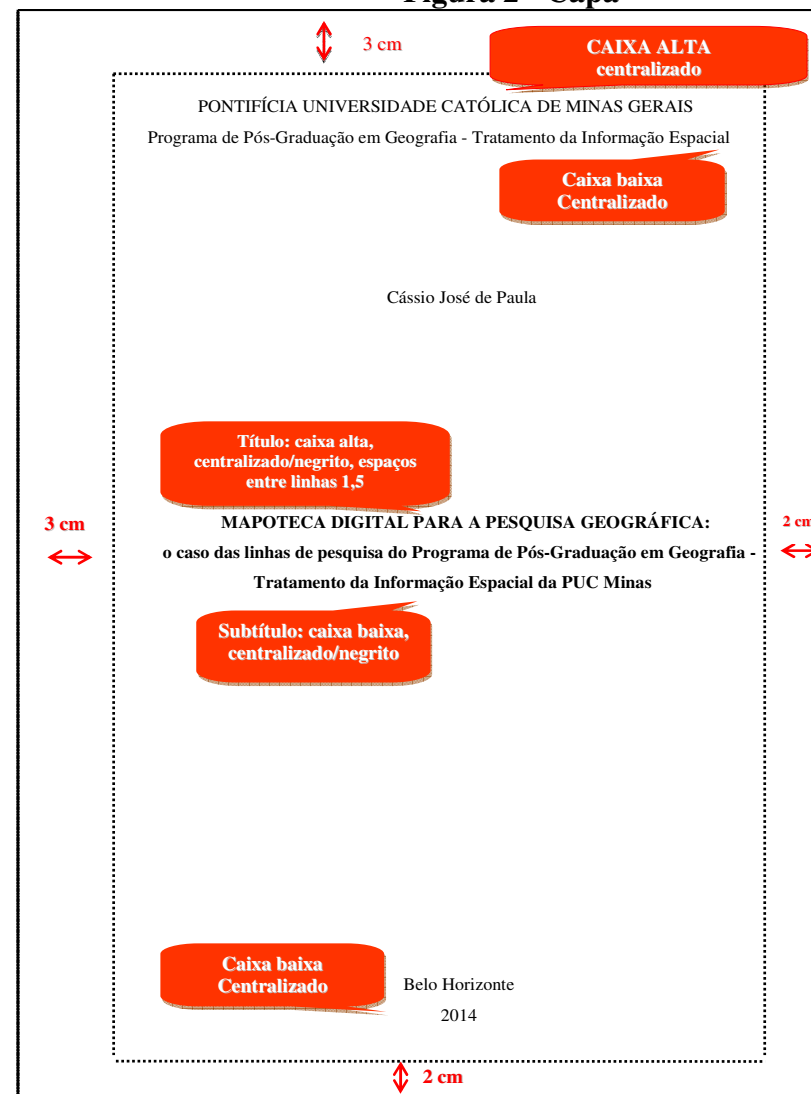 Figura 2 - Capa
3 cm
CAIXA ALTA
centralizado
PONTIFÍCIA UNIVERSIDADE CATÓLICA DE MINAS GERAIS
Programa de Pós-Graduação em Geografia - Tratamento da Informação Espacial
Caixa baixa
Centralizado
Cássio José de Paula
Título: caixa alta,
centralizado/negrito, espaços
entre linhas 1,5
3 cm
MAPOTECA DIGITAL PARA A PESQUISA GEOGRÁFICA:
2 cm
o caso das linhas de pesquisa do Programa de Pós-Graduação em Geografia -
Tratamento da Informação Espacial da PUC Minas
Subtítulo: caixa baixa,
centralizado/negrito
Caixa baixa
Centralizado
Belo Horizonte
2014
2 cm